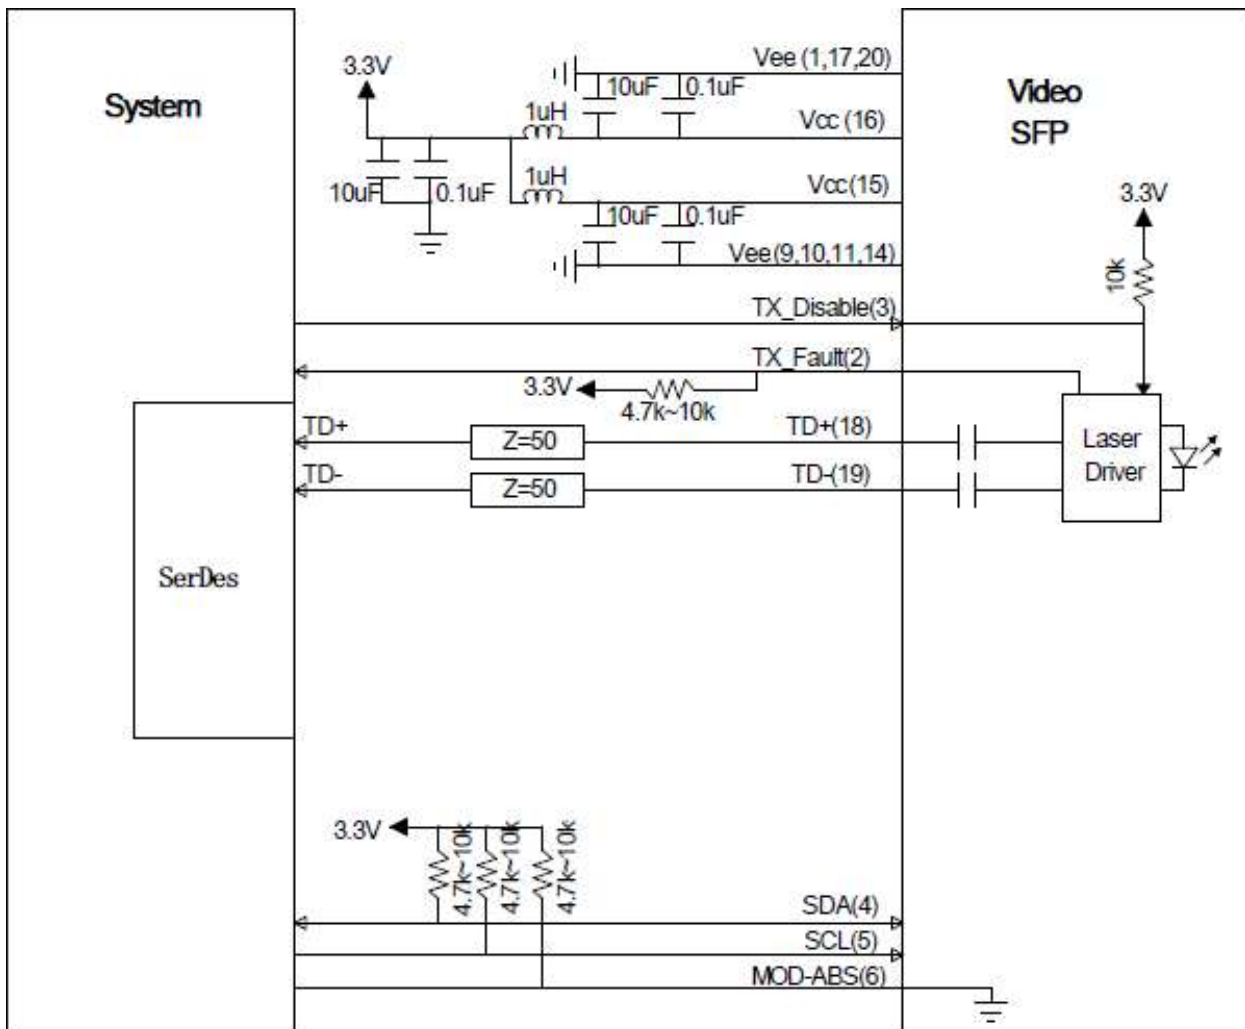 System
3.3V
1uH
10uF
0.1uF
Vee (1,17,20)
Vcc (16)
Video
SFP
10uF
0.1uF
1uH
Vcc(15)
10uF
0.1uF
Vee(9,10,11,14)
3.3V
10k
TX_Disable(3)
TX_Fault(2)
3.3V
4.7k~10k
TD+
Z=50
TD+(18)
TD-
Z=50
TD-(19)
Laser
Driver
SerDes
3.3V
4.7k~10k
4.7k~10k
4.7k~10k
SDA(4)
SCL(5)
MOD-ABS(6)